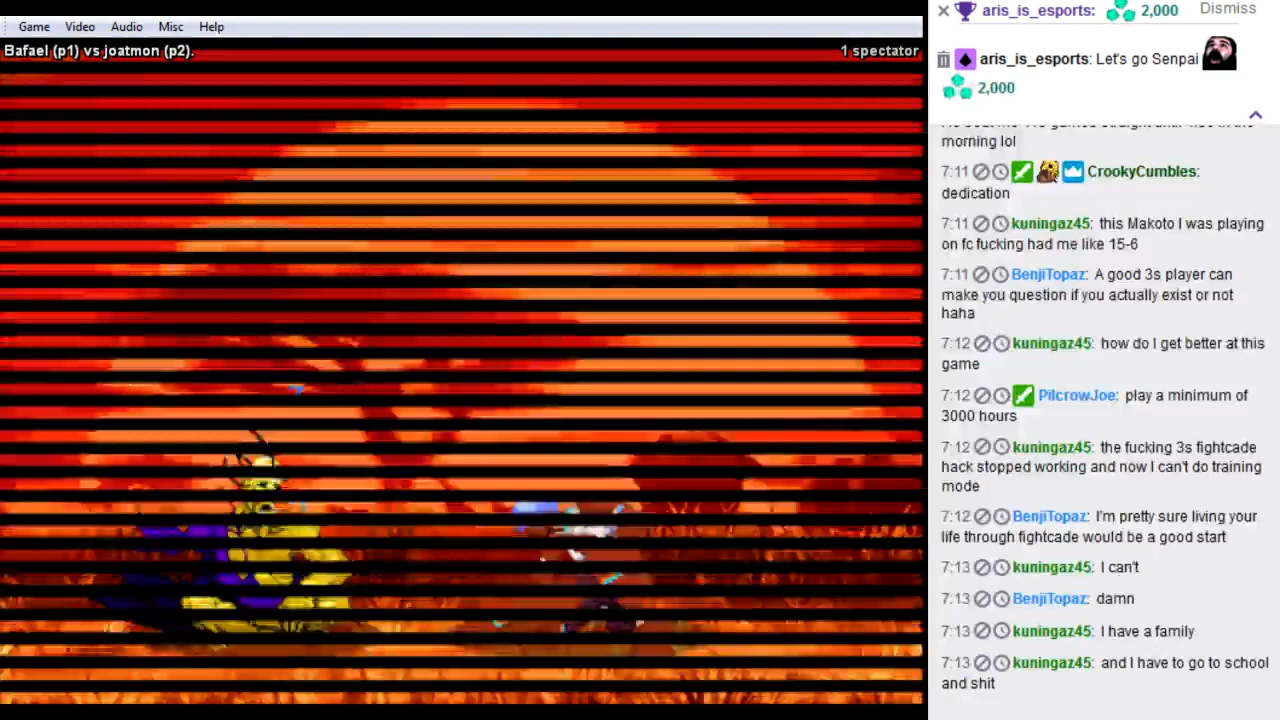 Game Video Audio Misc Help
Bafael (p1) vs joatmon (p2).
1 spectator
aris_is_esports: 2,000 Dismiss
aris_is_esports: Let's go Senpai
2,000
morning lol
7:11 CrookyCumbles:
dedication
7:11 kuningaz45: this Makoto I was playing
on fc fucking had me like 15-6
7:11 BenjiTopaz: A good 3s player can
make you question if you actually exist or not
haha
7:12 kuningaz45: how do I get better at this
game
7:12 PilcrowJoe: play a minimum of
3000 hours
7:12 kuningaz45: the fucking 3s fightcade
hack stopped working and now I can't do training
mode
7:12 BenjiTopaz: I'm pretty sure living your
life through fightcade would be a good start
7:13 kuningaz45: I can't
7:13 BenjiTopaz: damn
7:13 kuningaz45: I have a family
7:13 kuningaz45: and I have to go to school
and shit